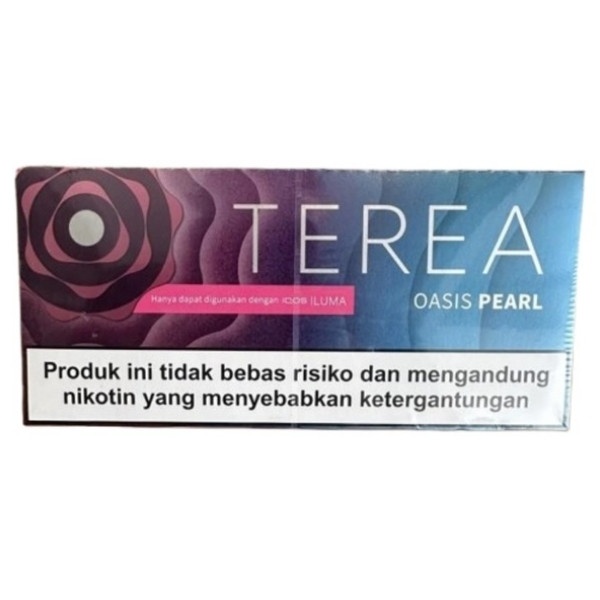 TEREA
Hanya dapat digunakan dengan IQOS ILUMA
OASIS PEARL
Produk ini tidak bebas risiko dan mengandung
nikotin yang menyebabkan ketergantungan